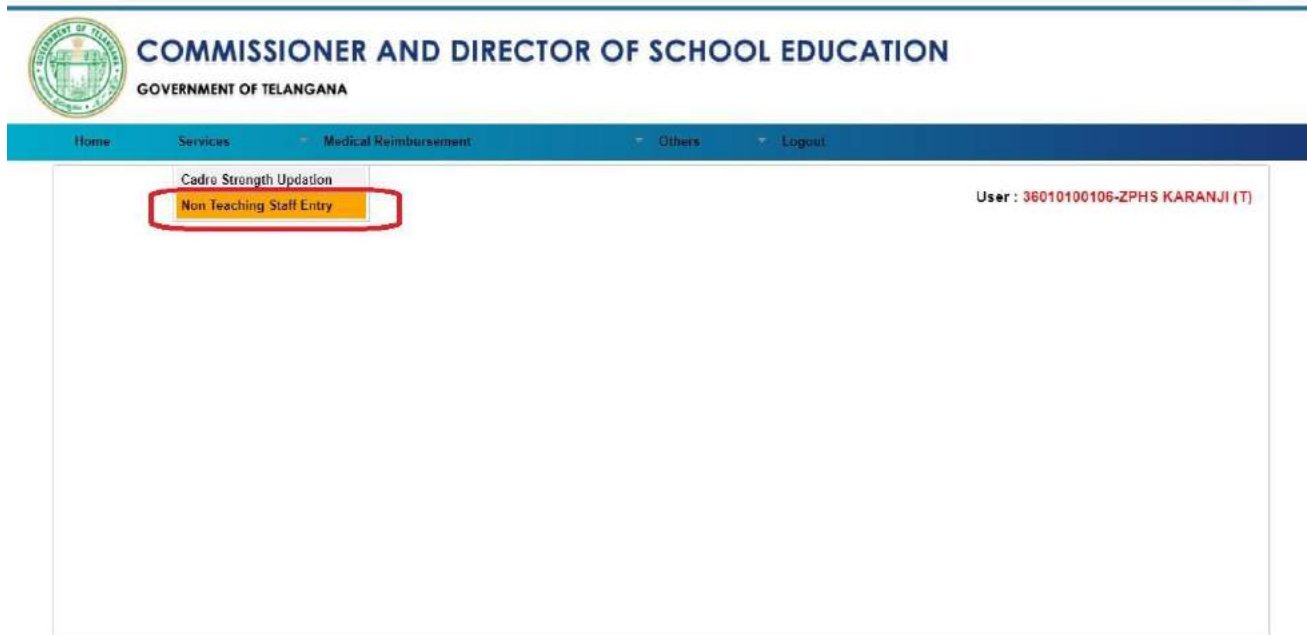 COMMISSIONER AND DIRECTOR OF SCHOOL EDUCATION
GOVERNMENT OF TELANGANA
Home Services Medical Reimbursement Others Logout
Cadre Strength Updation
Non Teaching Staff Entry
User : 36010100106-ZPHS KARANJI (T)